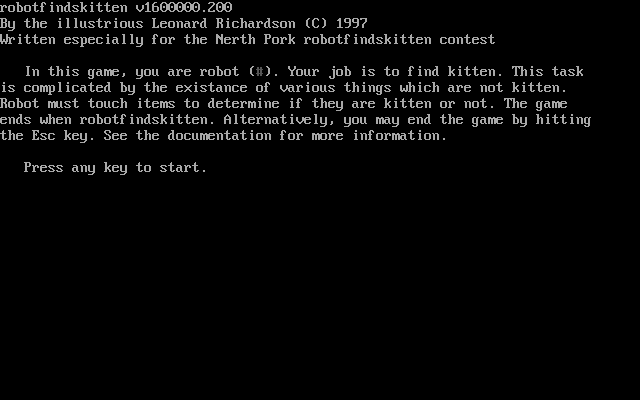 robotfindskitten v1600000.200
By the illustrious Leonard Richardson (C) 1997
Written especially for the Nerth Pork robotfindskitten contest
In this game, you are robot (#). Your job is to find kitten. This task
is complicated by the existance of various things which are not kitten.
Robot must touch items to determine if they are kitten or not. The game
ends when robotfindskitten. Alternatively, you may end the game by hitting
the Esc key. See the documentation for more information.
Press any key to start.